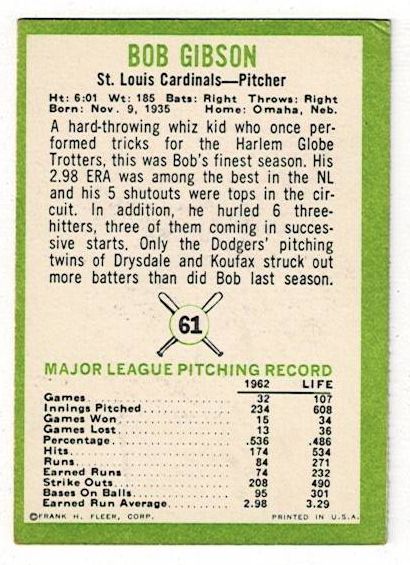 BOB GIBSON
St. Louis Cardinals—Pitcher
Ht: 6:01 Wt: 185 Bats: Right Throws: Right
Born: Nov. 9, 1935 Home: Omaha, Neb.
A hard-throwing whiz kid who once per-
formed tricks for the Harlem Globe
Trotters, this was Bob's finest season. His
2.98 ERA was among the best in the NL
and his 5 shutouts were tops in the cir-
cuit. In addition, he hurled 6 three-
hitters, three of them coming in succes-
sive starts. Only the Dodgers' pitching
twins of Drysdale and Koufax struck out
more batters than did Bob last season.
61
MAJOR LEAGUE PITCHING RECORD
1962 LIFE
Games 32 107
Innings Pitched 234 608
Games Won 15 34
Games Lost 13 36
Percentage .536 .486
Hits 174 534
Runs 84 271
Earned Runs 74 232
Strike Outs 208 490
Bases On Balls 95 301
Earned Run Average 2.98 3.29
©FRANK H. FLEER, CORP. PRINTED IN U.S.A.